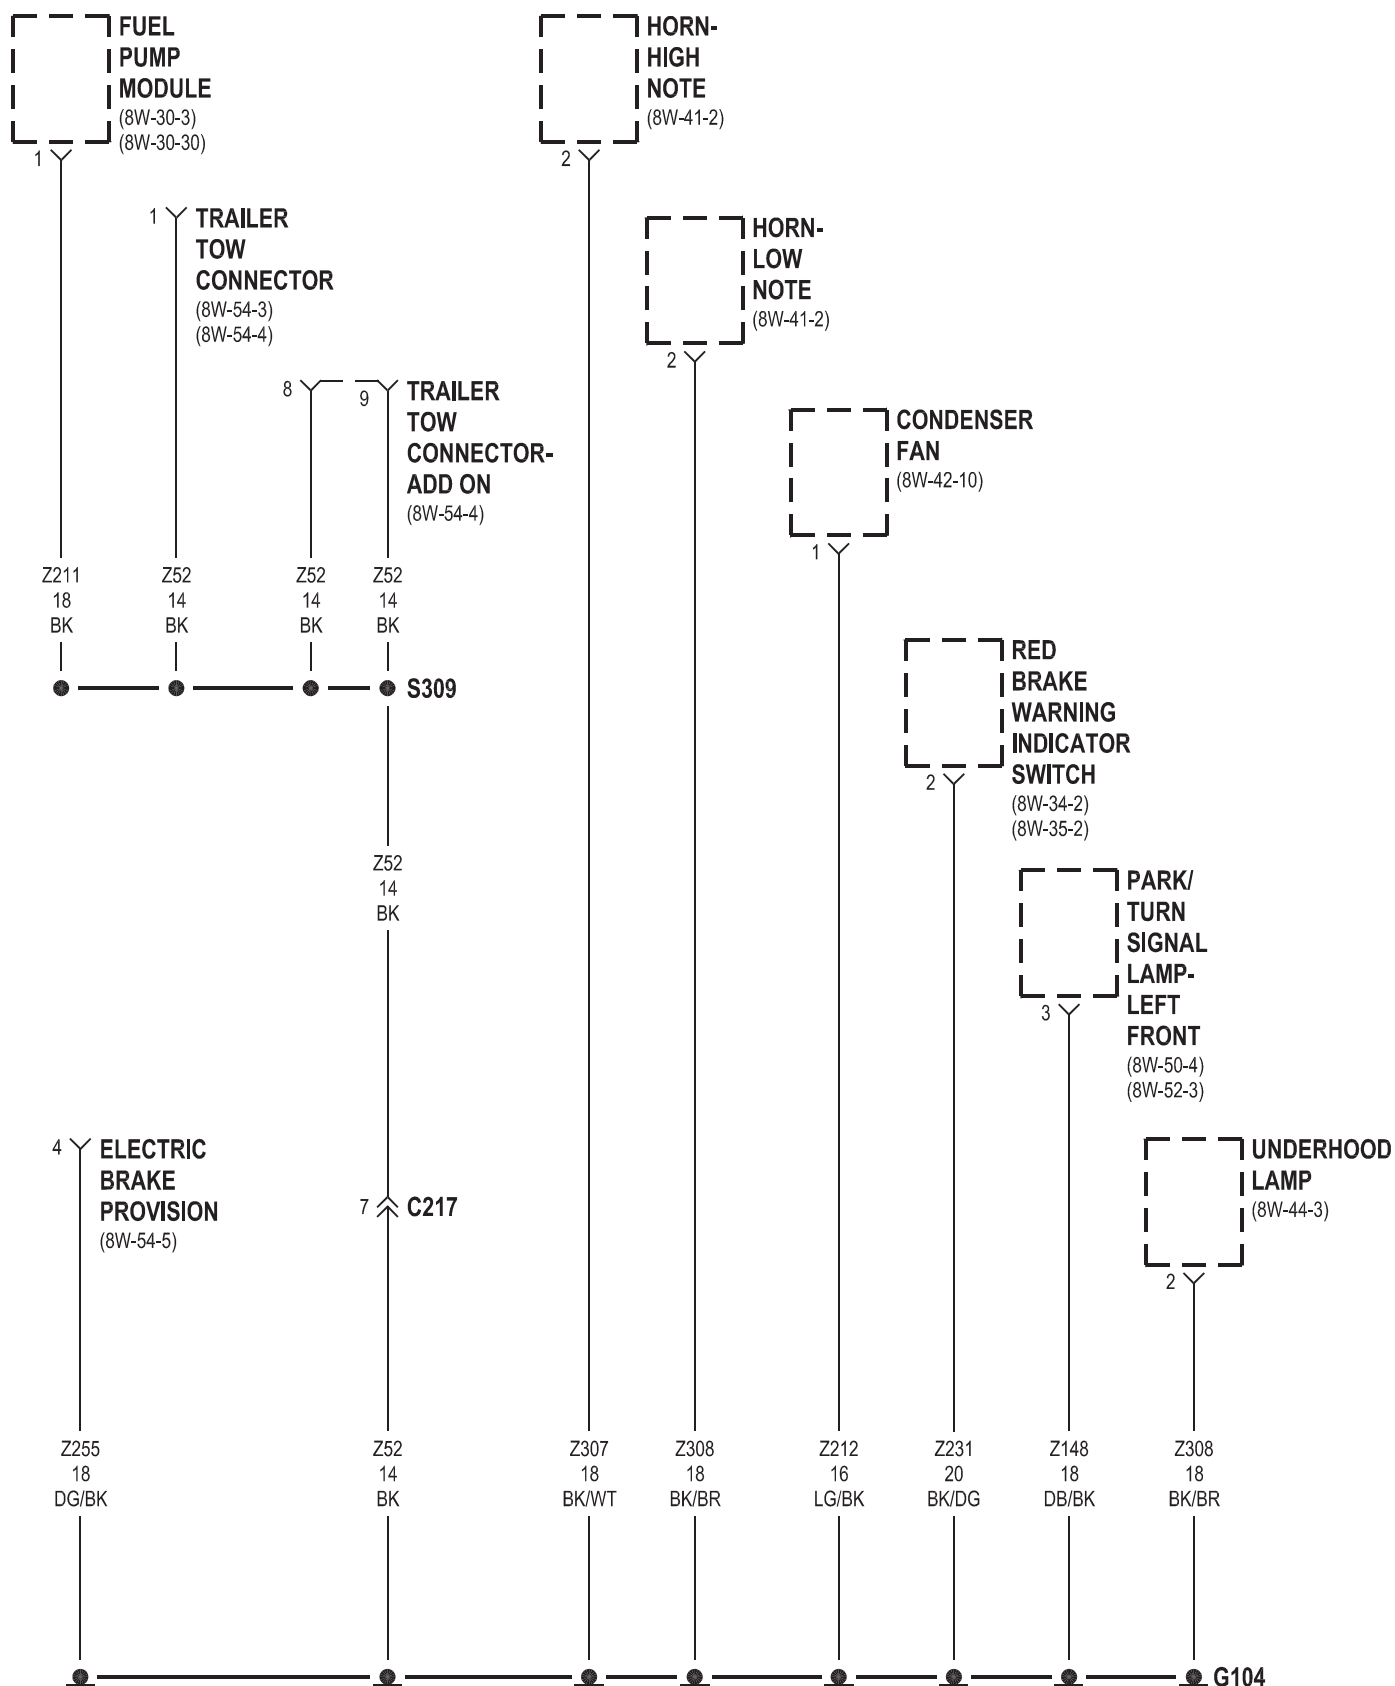 FUEL
PUMP
MODULE
(8W-30-3)
(8W-30-30)
1
HORN-
HIGH
NOTE
(8W-41-2)
2
1
TRAILER
TOW
CONNECTOR
(8W-54-3)
(8W-54-4)
HORN-
LOW
NOTE
(8W-41-2)
2
8
9
TRAILER
TOW
CONNECTOR-
ADD ON
(8W-54-4)
CONDENSER
FAN
(8W-42-10)
1
Z211
18
BK
Z52
14
BK
Z52
14
BK
Z52
14
BK
S309
RED
BRAKE
WARNING
INDICATOR
SWITCH
(8W-34-2)
(8W-35-2)
2
Z52
14
BK
PARK/
TURN
SIGNAL
LAMP-
LEFT
FRONT
(8W-50-4)
(8W-52-3)
3
4
ELECTRIC
BRAKE
PROVISION
(8W-54-5)
7
C217
UNDERHOOD
LAMP
(8W-44-3)
2
Z255
18
DG/BK
Z52
14
BK
Z307
18
BK/WT
Z308
18
BK/BR
Z212
16
LG/BK
Z231
20
BK/DG
Z148
18
DB/BK
Z308
18
BK/BR
G104